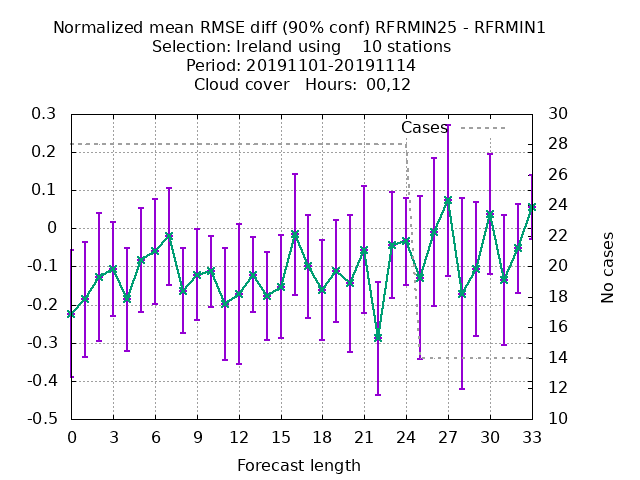 Normalized mean RMSE diff (90% conf) RFRMIN25 - RFRMIN1
Selection: Ireland using    10 stations
Period: 20191101-20191114
Cloud cover   Hours: 00,12
0.3
0.2
0.1
0
-0.1
-0.2
-0.3
-0.4
-0.5
Cases
30
28
26
24
22
20
18
16
14
12
10
No cases
0 3 6 9 12 15 18 21 24 27 30 33
Forecast length